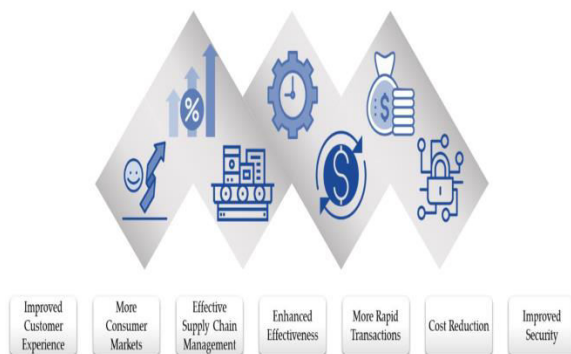 %
$
$
Improved
Customer
Experience
More
Consumer
Markets
Effective
Supply Chain
Management
Enhanced
Effectiveness
More Rapid
Transactions
Cost Reduction
Improved
Security